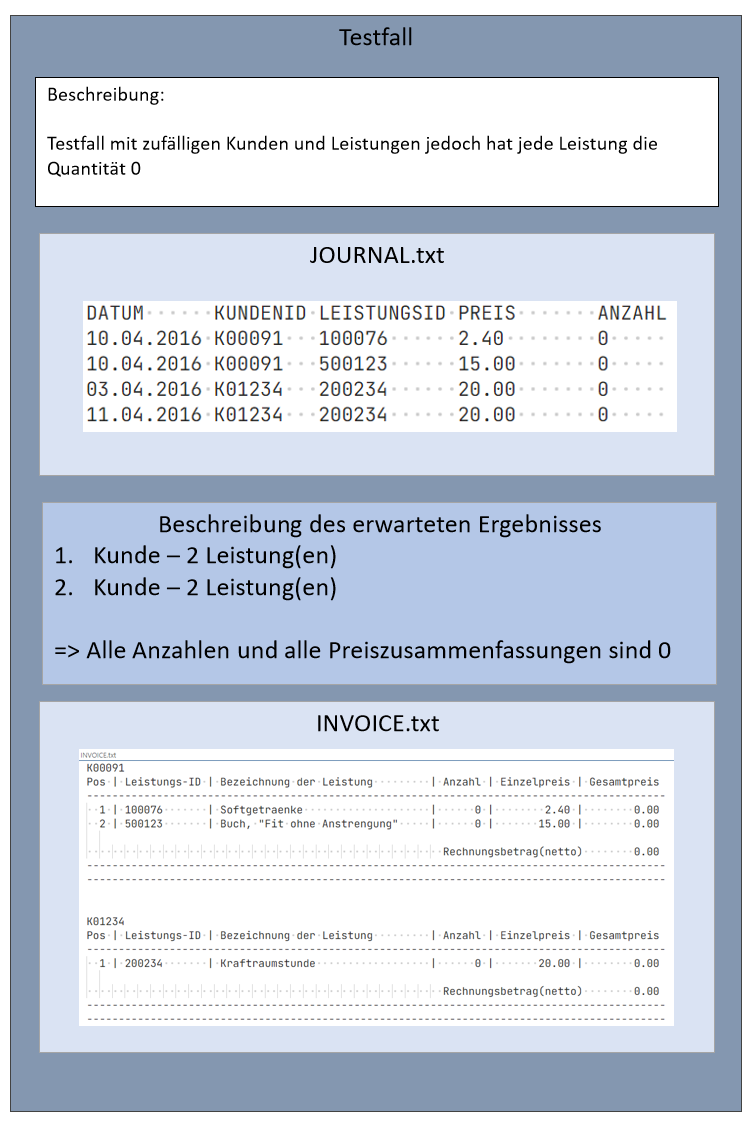 Testfall
Beschreibung:
Testfall mit zufälligen Kunden und Leistungen jedoch hat jede Leistung die
Quantität 0
JOURNAL.txt
DATUM KUNDENID LEISTUNGSID PREIS ANZAHL
10.04.2016 K00091 100076 2.40 0
10.04.2016 K00091 500123 15.00 0
03.04.2016 K01234 200234 20.00 0
11.04.2016 K01234 200234 20.00 0
Beschreibung des erwarteten Ergebnisses
1. Kunde – 2 Leistung(en)
2. Kunde – 2 Leistung(en)
=> Alle Anzahlen und alle Preiszusammenfassungen sind 0
INVOICE.txt
INVOICE.txt
K00091
Pos | Leistungs-ID | Bezeichnung der Leistung | Anzahl | Einzelpreis | Gesamtpreis
1 | 100076 | Softgetraenke | 0 | 2.40 | 0.00
2 | 500123 | Buch, "Fit ohne Anstrengung" | 0 | 15.00 | 0.00
Rechnungsbetrag(netto) 0.00
K01234
Pos | Leistungs-ID | Bezeichnung der Leistung | Anzahl | Einzelpreis | Gesamtpreis
1 | 200234 | Kraftraumstunde | 0 | 20.00 | 0.00
Rechnungsbetrag(netto) 0.00